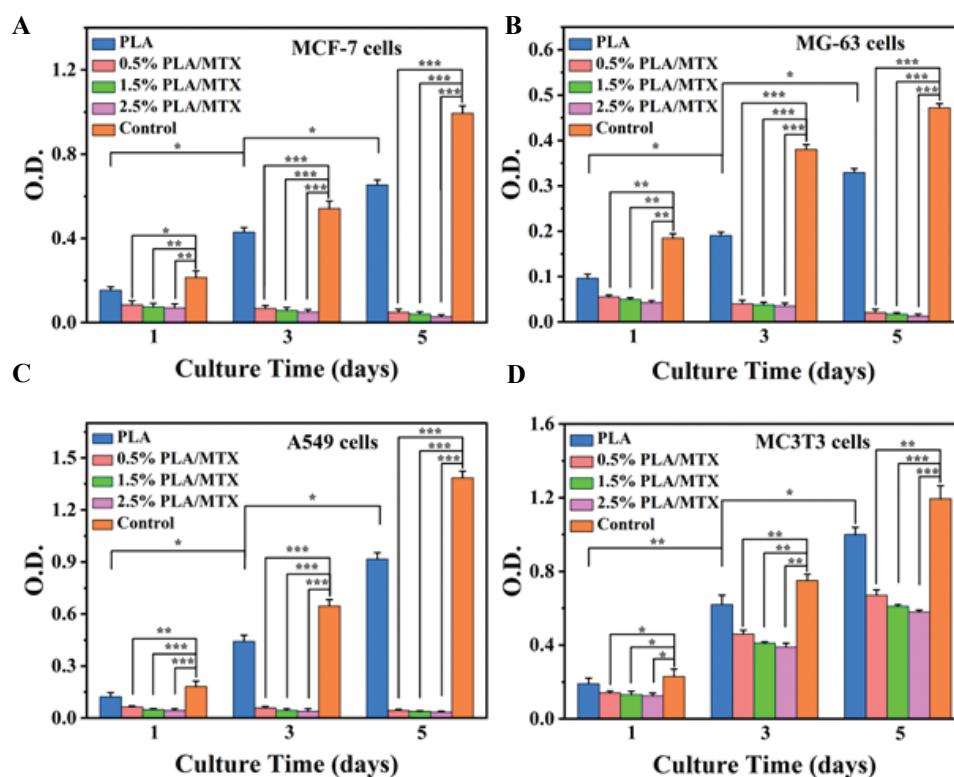 A
PLA
0.5% PLA/MTX
1.5% PLA/MTX
2.5% PLA/MTX
Control
MCF-7 cells
O.D.
1.2
0.9
0.6
0.4
0.0
* * *** *** *** *** *** ***
* ** **
1 3 5
Culture Time (days)
B
PLA
0.5% PLA/MTX
1.5% PLA/MTX
2.5% PLA/MTX
Control
MG-63 cells
O.D.
0.6
0.5
0.3
0.2
0.1
0.0
* * *** *** *** *** *** ***
** ** **
1 3 5
Culture Time (days)
C
PLA
0.5% PLA/MTX
1.5% PLA/MTX
2.5% PLA/MTX
Control
A549 cells
O.D.
1.5
1.2
0.9
0.6
0.3
0.0
* * *** *** *** *** *** ***
** *** ***
1 3 5
Culture Time (days)
D
PLA
0.5% PLA/MTX
1.5% PLA/MTX
2.5% PLA/MTX
Control
MC3T3 cells
O.D.
1.6
1.2
0.8
0.4
0.0
** * ** ** ** ** *** ***
* * *
1 3 5
Culture Time (days)